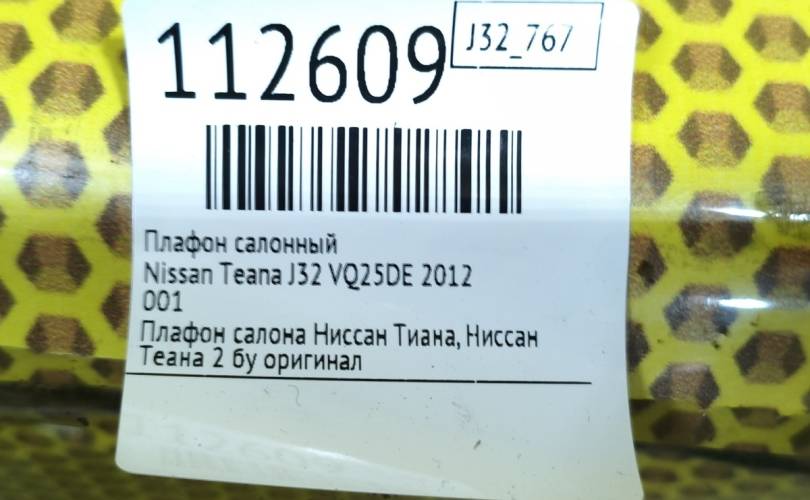 112609
J32_767
Плафон салонный
Nissan Teana J32 VQ25DE 2012
001
Плафон салона Ниссан Тиана, Ниссан
Теана 2 бу оригинал